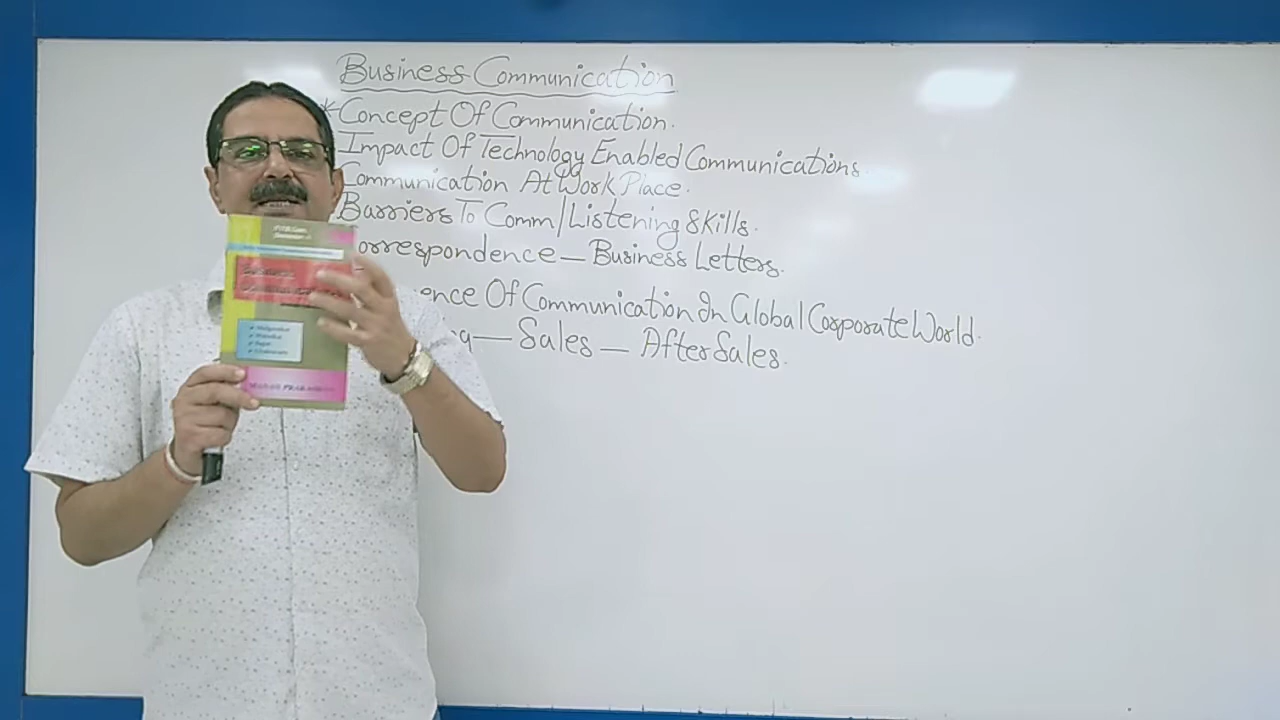 Business Communication
* Concept Of Communication.
Impact Of Technology Enabled Communications.
Communication At Work Place.
Barriers To Comm/Listening Skills.
orrespondence — Business Letters.
ence Of Communication In Global Corporate World.
— Sales — After Sales.
Business